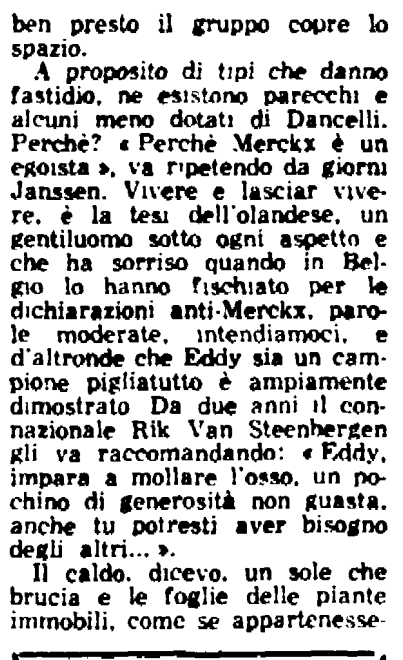 ben presto il gruppo copre lo
spazio.
A proposito di tipi che danno
fastidio, ne esistono parecchi e
alcuni meno dotati di Dancelli.
Perchè? « Perchè Merckx è un
egoista », va ripetendo da giorni
Janssen. Vivere e lasciar vive-
re, è la tesi dell'olandese, un
gentiluomo sotto ogni aspetto e
che ha sorriso quando in Bel-
gio lo hanno fischiato per le
dichiarazioni anti-Merckx, paro-
le moderate, intendiamoci, e
d'altronde che Eddy sia un cam-
pione pigliatutto è ampiamente
dimostrato Da due anni il con-
nazionale Rik Van Steenbergen
gli va raccomandando: « Eddy,
impara a mollare l'osso, un po-
chino di generosità non guasta,
anche tu potresti aver bisogno
degli altri... ».
Il caldo, dicevo, un sole che
brucia e le foglie delle piante
immobili, come se appartenesse-